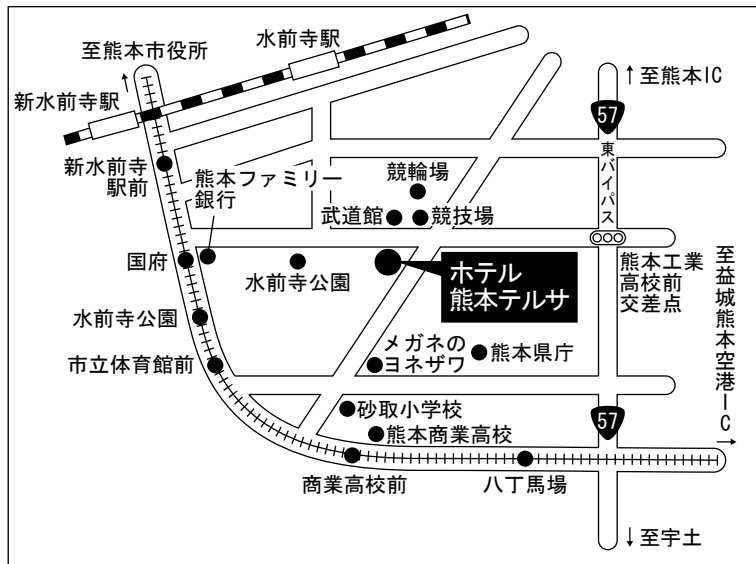 水前寺駅
至熊本市役所
新水前寺駅
至熊本IC
57
東バイパス
新水前寺
駅前
熊本ファミリー
銀行
競輪場
武道館
競技場
国府
水前寺公園
ホテル
熊本テルサ
熊本工業
高校前
交差点
至益城熊本空港IC
水前寺公園
市立体育館前
メガネの
ヨネザワ
熊本県庁
砂取小学校
熊本商業高校
57
商業高校前
八丁馬場
至宇土